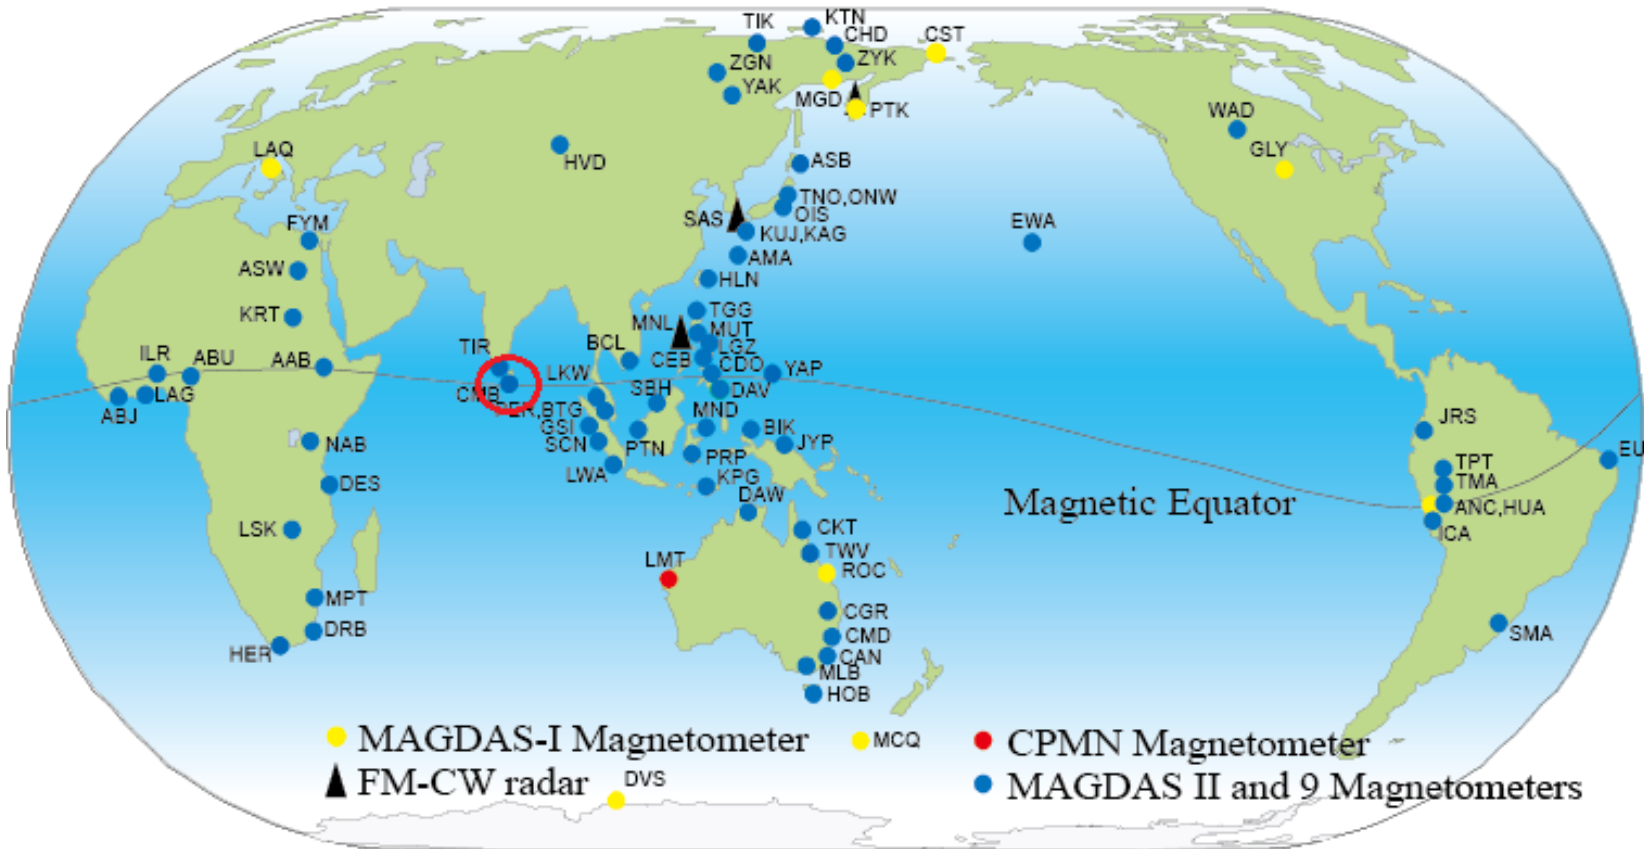 KTN
TIK
CHD
CST
ZYK
ZGN
YAK
MGD
PTK
WAD
GLY
LAQ
HVD
ASB
TNO,ONW
OIS
SAS
KUJ,KAG
EWA
FYM
AMA
ASW
HLN
KRT
TGG
MNL
MUT
BCL
LGZ
TIR
ILR
ABU
AAB
CEB
CDO
YAP
LKW
SBH
DAV
CMB
LAG
ABJ
PER,BTG
MND
JRS
GSI
BIK
SCN
PTN
JYP
NAB
EU
PRP
TPT
LWA
KPG
TMA
DES
DAW
Magnetic Equator
ANC,HUA
LSK
CKT
ICA
TWV
LMT
ROC
MPT
CGR
DRB
CMD
SMA
HER
CAN
MLB
HOB
MAGDAS-I Magnetometer
MCQ
CPMN Magnetometer
FM-CW radar
DVS
MAGDAS II and 9 Magnetometers